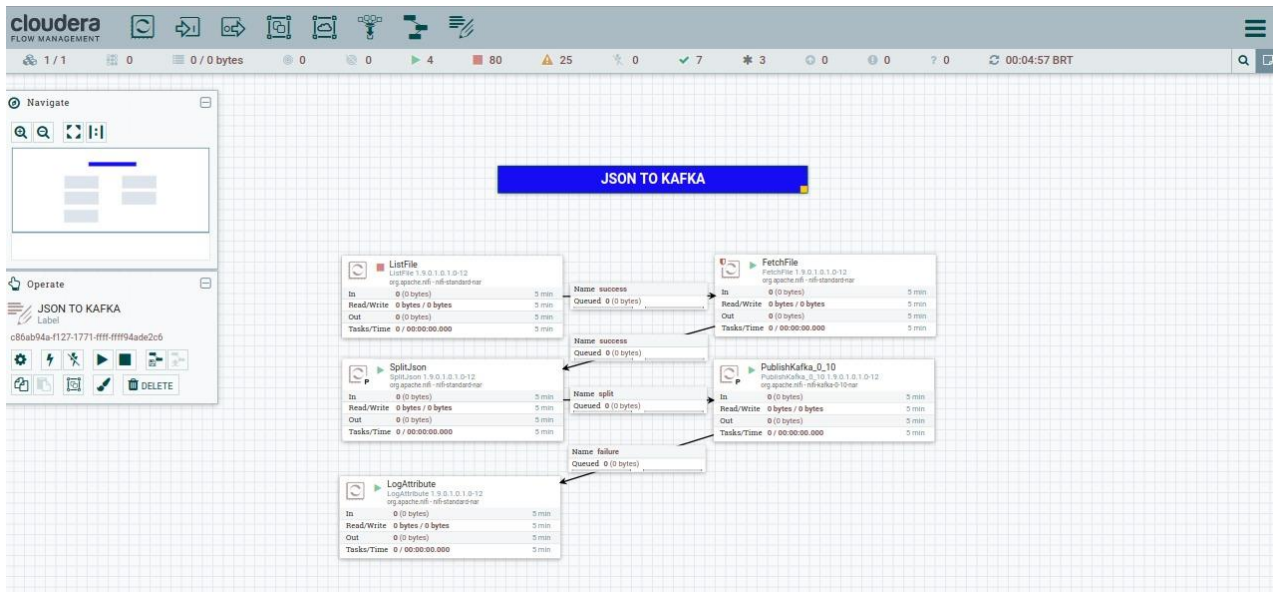 cloudera
FLOW MANAGEMENT
1 / 1 0 0 / 0 bytes 0 0 4 80 25 0 7 3 0 0 ? 0 00:04:57 BRT
Navigate
JSON TO KAFKA
ListFile
ListFile 1.9.0.1.0.1.0-12
org.apache.nifi - nifi-standard-nar
In 0 (0 bytes) 5 min
Read/Write 0 bytes / 0 bytes 5 min
Out 0 (0 bytes) 5 min
Tasks/Time 0 / 00:00:00.000 5 min
Name success
Queued 0 (0 bytes)
FetchFile
FetchFile 1.9.0.1.0.1.0-12
org.apache.nifi - nifi-standard-nar
In 0 (0 bytes) 5 min
Read/Write 0 bytes / 0 bytes 5 min
Out 0 (0 bytes) 5 min
Tasks/Time 0 / 00:00:00.000 5 min
Operate
JSON TO KAFKA
Label
c86ab94a-f127-1771-ffff-ffff94ade2c6
DELETE
Name success
Queued 0 (0 bytes)
P
SplitJson
SplitJson 1.9.0.1.0.1.0-12
org.apache.nifi - nifi-standard-nar
In 0 (0 bytes) 5 min
Read/Write 0 bytes / 0 bytes 5 min
Out 0 (0 bytes) 5 min
Tasks/Time 0 / 00:00:00.000 5 min
Name split
Queued 0 (0 bytes)
P
PublishKafka_0_10
PublishKafka_0_10 1.9.0.1.0.1.0-12
org.apache.nifi - nifi-kafka-0-10-nar
In 0 (0 bytes) 5 min
Read/Write 0 bytes / 0 bytes 5 min
Out 0 (0 bytes) 5 min
Tasks/Time 0 / 00:00:00.000 5 min
Name failure
Queued 0 (0 bytes)
LogAttribute
LogAttribute 1.9.0.1.0.1.0-12
org.apache.nifi - nifi-standard-nar
In 0 (0 bytes) 5 min
Read/Write 0 bytes / 0 bytes 5 min
Out 0 (0 bytes) 5 min
Tasks/Time 0 / 00:00:00.000 5 min